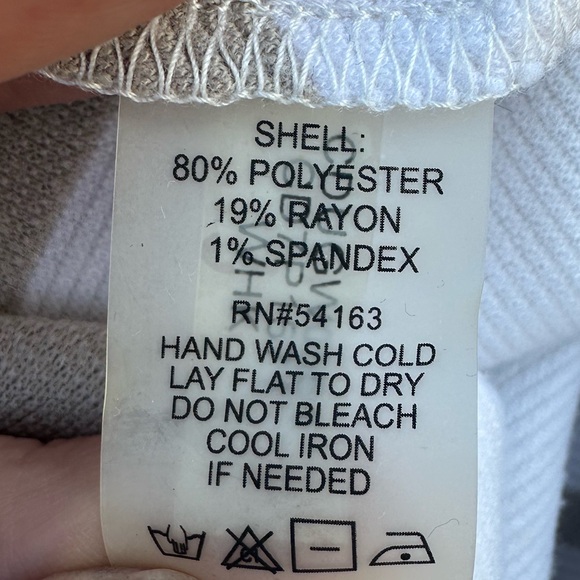 SHELL:
80% POLYESTER
19% RAYON
1% SPANDEX
RN#54163
HAND WASH COLD
LAY FLAT TO DRY
DO NOT BLEACH
COOL IRON
IF NEEDED